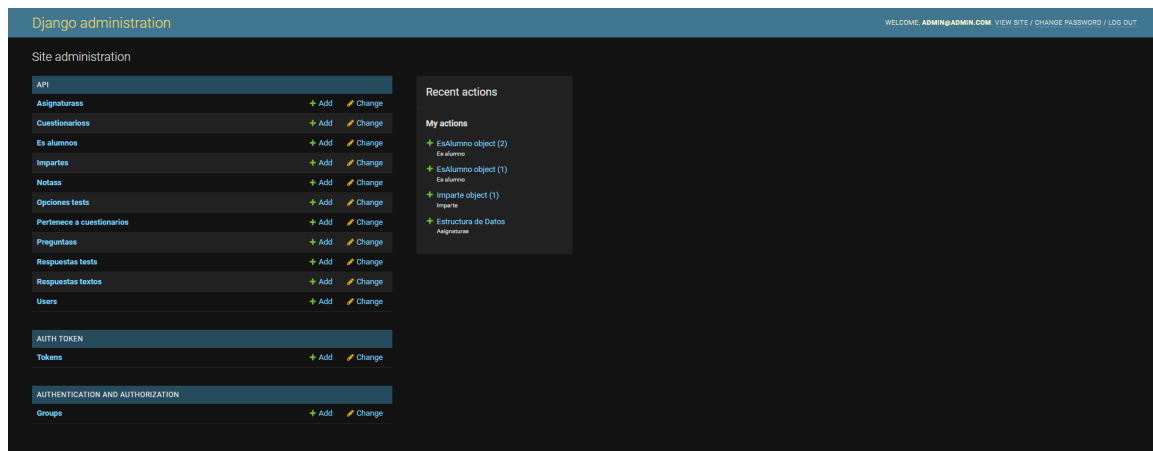 Django administration
WELCOME, ADMIN@ADMIN.COM. VIEW SITE / CHANGE PASSWORD / LOG OUT
Site administration
API
Asignaturass + Add Change
Cuestionarioss + Add Change
Es alumnos + Add Change
Impartes + Add Change
Notass + Add Change
Opciones tests + Add Change
Pertenece a cuestionarios + Add Change
Preguntass + Add Change
Respuestas tests + Add Change
Respuestas textos + Add Change
Users + Add Change
AUTH TOKEN
Tokens + Add Change
AUTHENTICATION AND AUTHORIZATION
Groups + Add Change
Recent actions
My actions
+ EsAlumno object (2)
Es alumno
+ EsAlumno object (1)
Es alumno
+ Imparte object (1)
Imparte
+ Estructura de Datos
Asignaturas